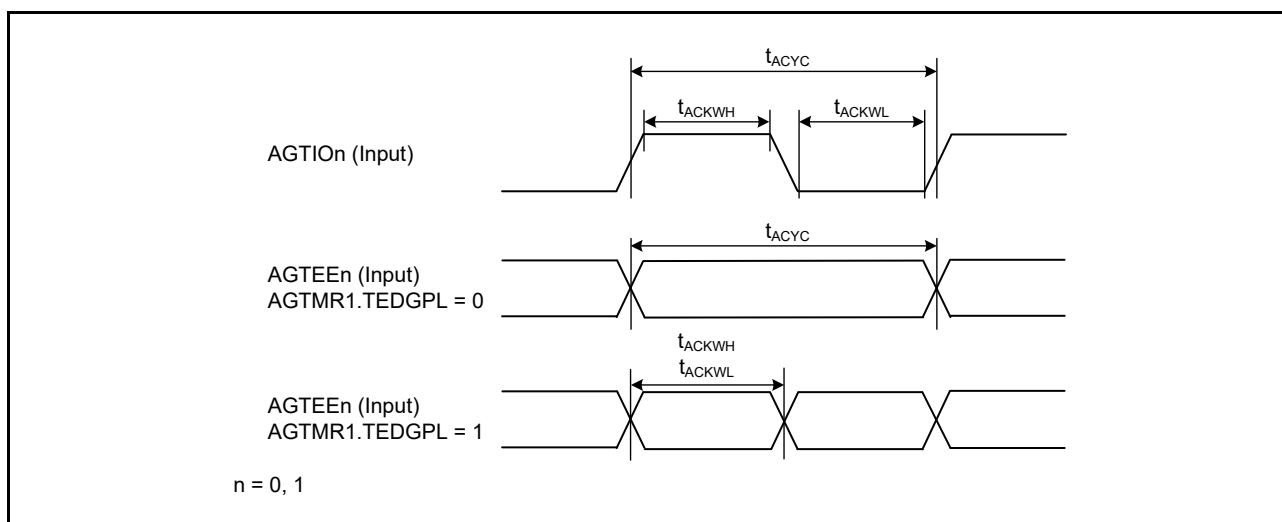 tACYC
tACKWH
tACKWL
AGTIOn (Input)
tACYC
AGTEEn (Input)
AGTMR1.TEDGPL = 0
tACKWH
tACKWL
AGTEEn (Input)
AGTMR1.TEDGPL = 1
n = 0, 1